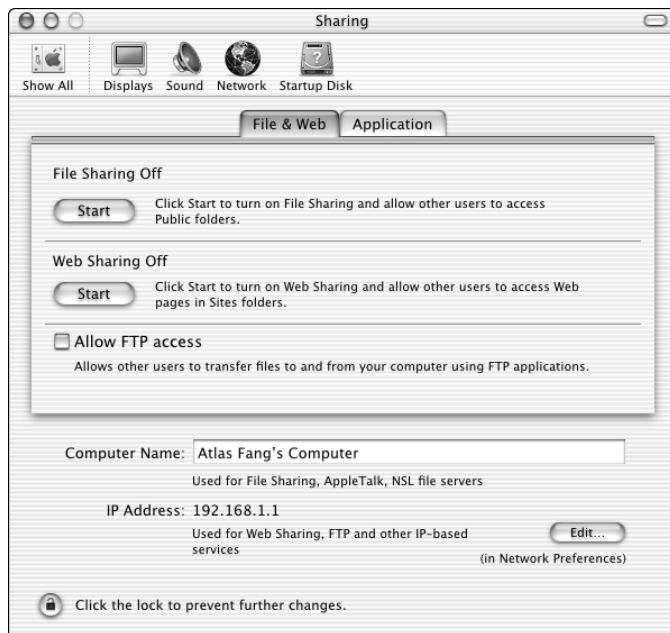 Sharing
Show All
Displays
Sound
Network
Startup Disk
File & Web
Application
File Sharing Off
Start
Click Start to turn on File Sharing and allow other users to access
Public folders.
Web Sharing Off
Start
Click Start to turn on Web Sharing and allow other users to access Web
pages in Sites folders.
Allow FTP access
Allows other users to transfer files to and from your computer using FTP applications.
Computer Name: Atlas Fang's Computer
Used for File Sharing, AppleTalk, NSL file servers
IP Address: 192.168.1.1
Used for Web Sharing, FTP and other IP-based
services
Edit...
(in Network Preferences)
Click the lock to prevent further changes.